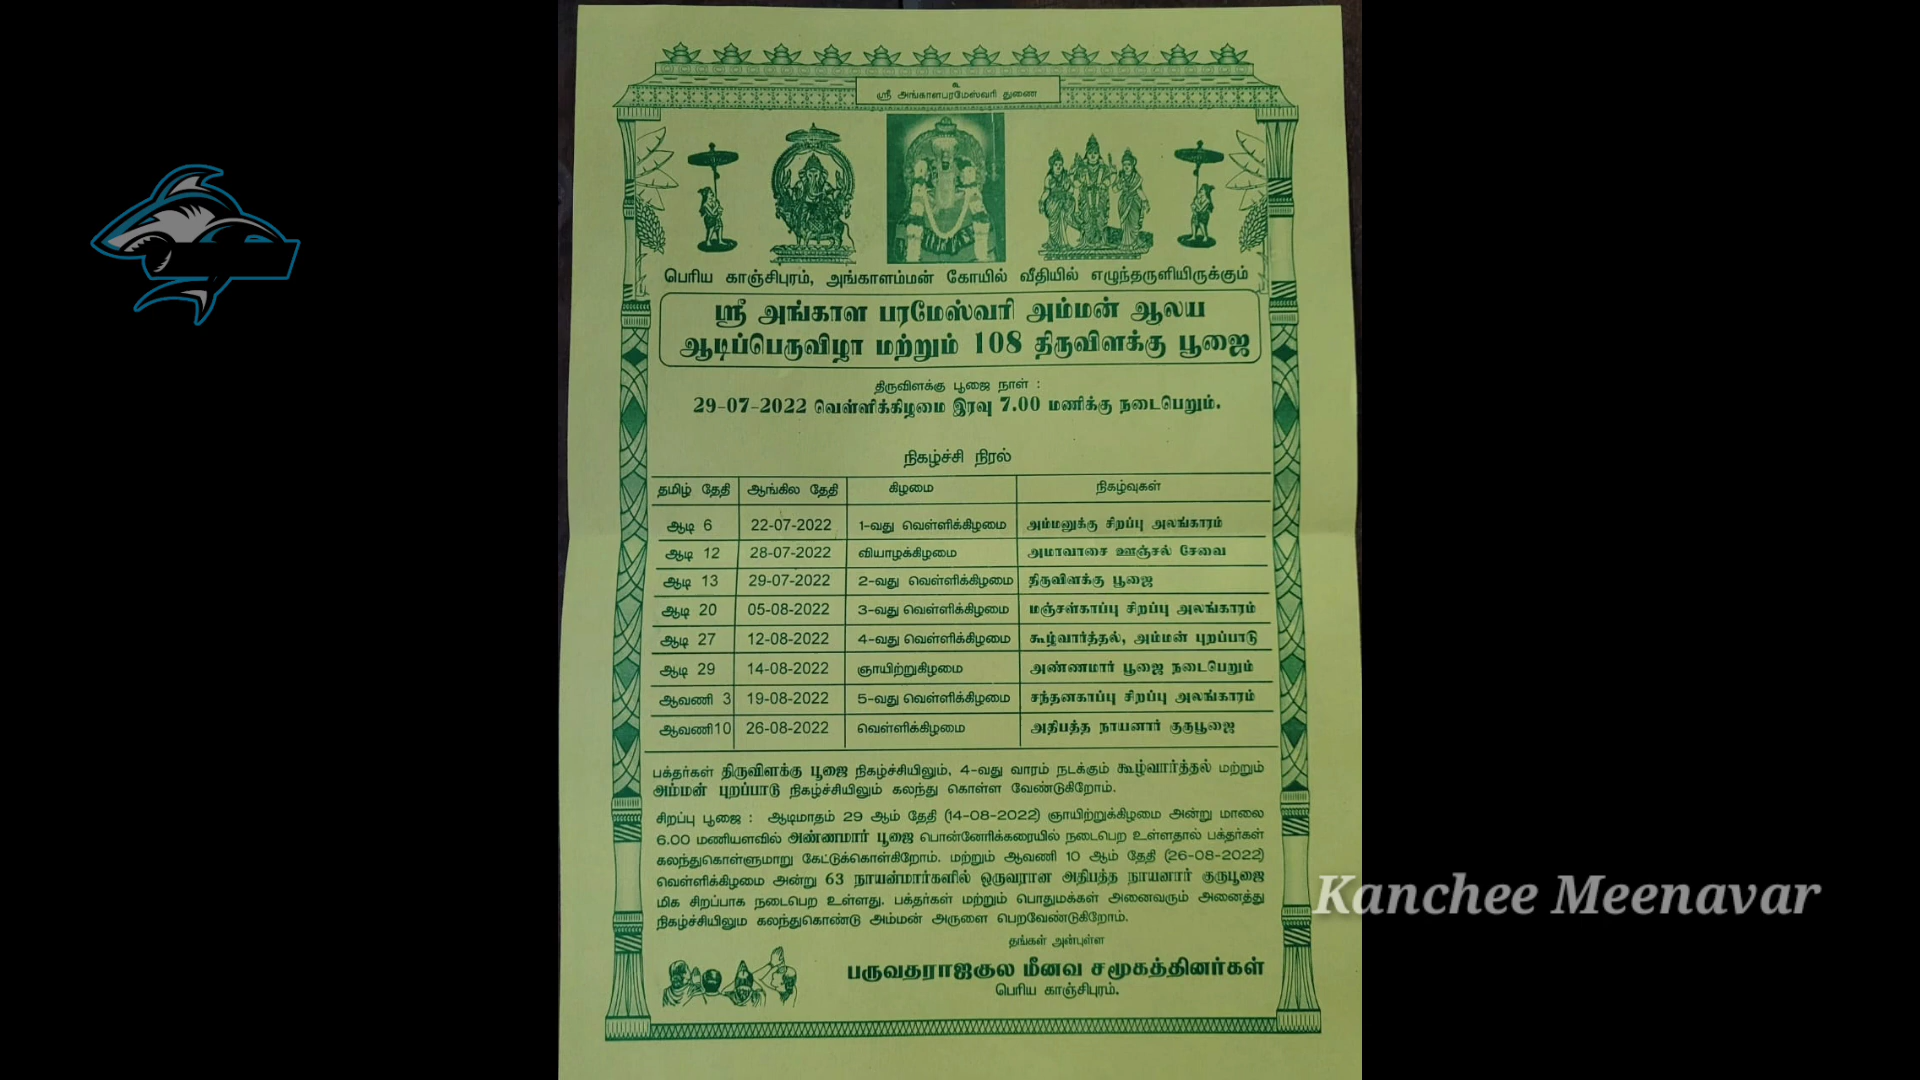 உ
ஸ்ரீ அங்காளபரமேஸ்வரி துணை
பெரிய காஞ்சிபுரம், அங்காளம்மன் கோயில் வீதியில் எழுந்தருளியிருக்கும்
ஸ்ரீ அங்காள பரமேஸ்வரி அம்மன் ஆலய
ஆடிப்பெருவிழா மற்றும் 108 திருவிளக்கு பூஜை
திருவிளக்கு பூஜை நாள் :
29-07-2022 வெள்ளிக்கிழமை இரவு 7.00 மணிக்கு நடைபெறும்.
நிகழ்ச்சி நிரல்
தமிழ் தேதி ஆங்கில தேதி கிழமை நிகழ்வுகள்
ஆடி 6 22-07-2022 1-வது வெள்ளிக்கிழமை அம்மனுக்கு சிறப்பு அலங்காரம்
ஆடி 12 28-07-2022 வியாழக்கிழமை அமாவாசை ஊஞ்சல் சேவை
ஆடி 13 29-07-2022 2-வது வெள்ளிக்கிழமை திருவிளக்கு பூஜை
ஆடி 20 05-08-2022 3-வது வெள்ளிக்கிழமை மஞ்சள்காப்பு சிறப்பு அலங்காரம்
ஆடி 27 12-08-2022 4-வது வெள்ளிக்கிழமை கூழ்வார்த்தல், அம்மன் புறப்பாடு
ஆடி 29 14-08-2022 ஞாயிற்றுகிழமை அண்ணமார் பூஜை நடைபெறும்
ஆவணி 3 19-08-2022 5-வது வெள்ளிக்கிழமை சந்தனகாப்பு சிறப்பு அலங்காரம்
ஆவணி10 26-08-2022 வெள்ளிக்கிழமை அதிபத்த நாயனார் குருபூஜை
பக்தர்கள் திருவிளக்கு பூஜை நிகழ்ச்சியிலும், 4-வது வாரம் நடக்கும் கூழ்வார்த்தல் மற்றும்
அம்மன் புறப்பாடு நிகழ்ச்சியிலும் கலந்து கொள்ள வேண்டுகிறோம்.
சிறப்பு பூஜை : ஆடிமாதம் 29 ஆம் தேதி (14-08-2022) ஞாயிற்றுக்கிழமை அன்று மாலை
6.00 மணியளவில் அண்ணமார் பூஜை பொன்னேரிக்கரையில் நடைபெற உள்ளதால் பக்தர்கள்
கலந்துகொள்ளுமாறு கேட்டுக்கொள்கிறோம். மற்றும் ஆவணி 10 ஆம் தேதி (26-08-2022)
வெள்ளிக்கிழமை அன்று 63 நாயன்மார்களில் ஒருவரான அதிபத்த நாயனார் குருபூஜை
மிக சிறப்பாக நடைபெற உள்ளது. பக்தர்கள் மற்றும் பொதுமக்கள் அனைவரும் அனைத்து
நிகழ்ச்சியிலும கலந்துகொண்டு அம்மன் அருளை பெறவேண்டுகிறோம்.
தங்கள் அன்புள்ள
பருவதராஜகுல மீனவ சமூகத்தினர்கள்
பெரிய காஞ்சிபுரம்.
Kanchee Meenavar